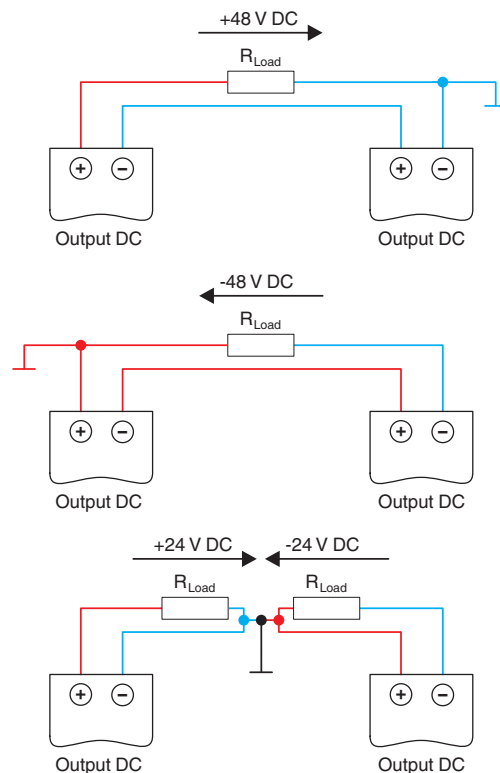 +48 V DC
RLoad
+ − + −
Output DC Output DC
-48 V DC
RLoad
+ − + −
Output DC Output DC
+24 V DC -24 V DC
RLoad RLoad
+ − + −
Output DC Output DC